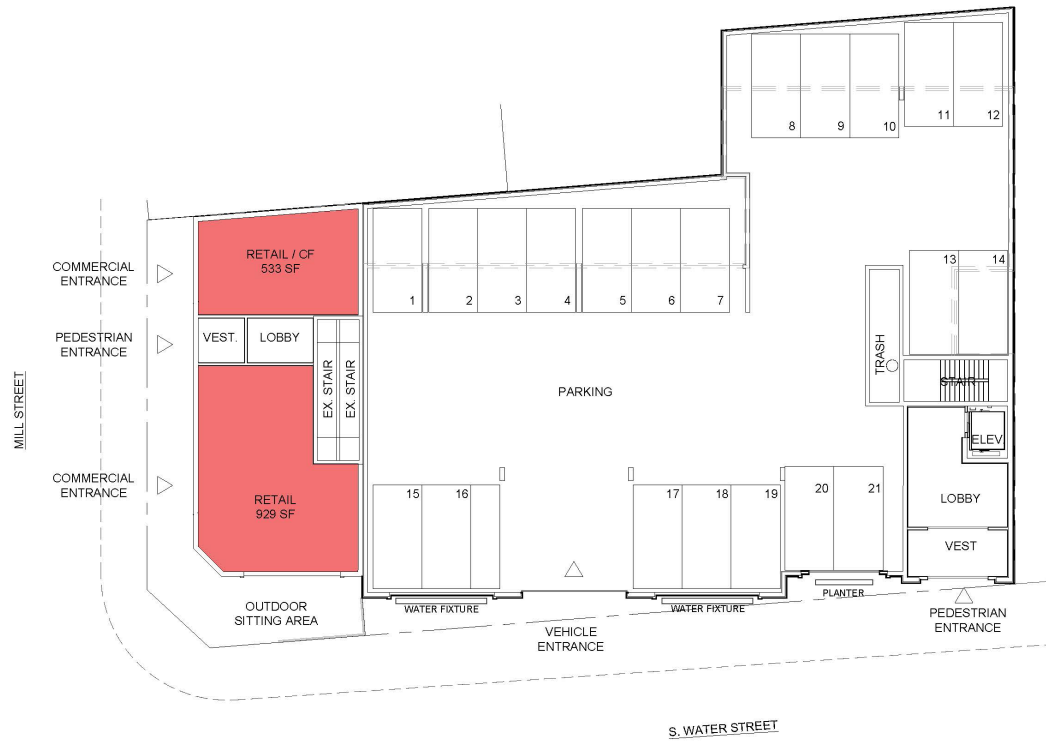 8
9
10
11
12
COMMERCIAL
ENTRANCE
RETAIL / CF
533 SF
1
2
3
4
5
6
7
13
14
PEDESTRIAN
ENTRANCE
VEST.
LOBBY
EX. STAIR
EX. STAIR
TRASH
STAIR
PARKING
MILL STREET
ELEV.
COMMERCIAL
ENTRANCE
RETAIL
929 SF
15
16
17
18
19
20
21
LOBBY
VEST
OUTDOOR
SITTING AREA
WATER FIXTURE
VEHICLE
ENTRANCE
WATER FIXTURE
PLANTER
PEDESTRIAN
ENTRANCE
S. WATER STREET